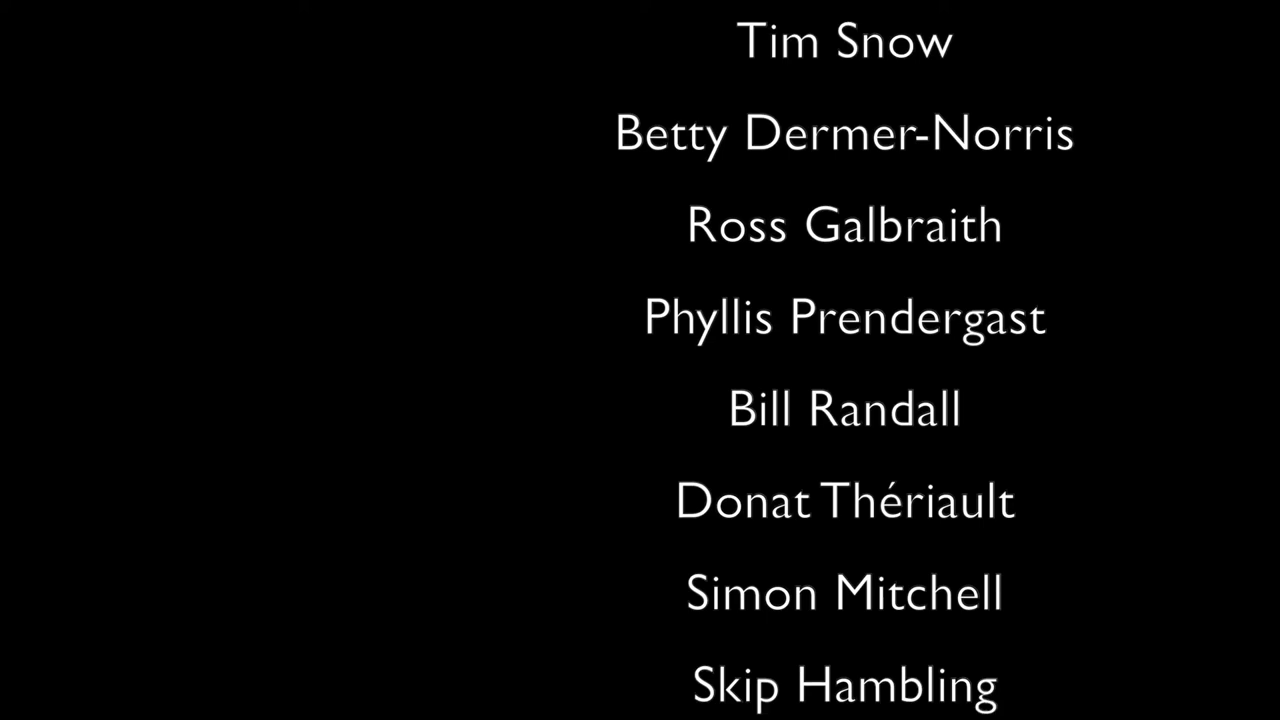 Tim Snow
Betty Dermer-Norris
Ross Galbraith
Phyllis Prendergast
Bill Randall
Donat Thériault
Simon Mitchell
Skip Hambling